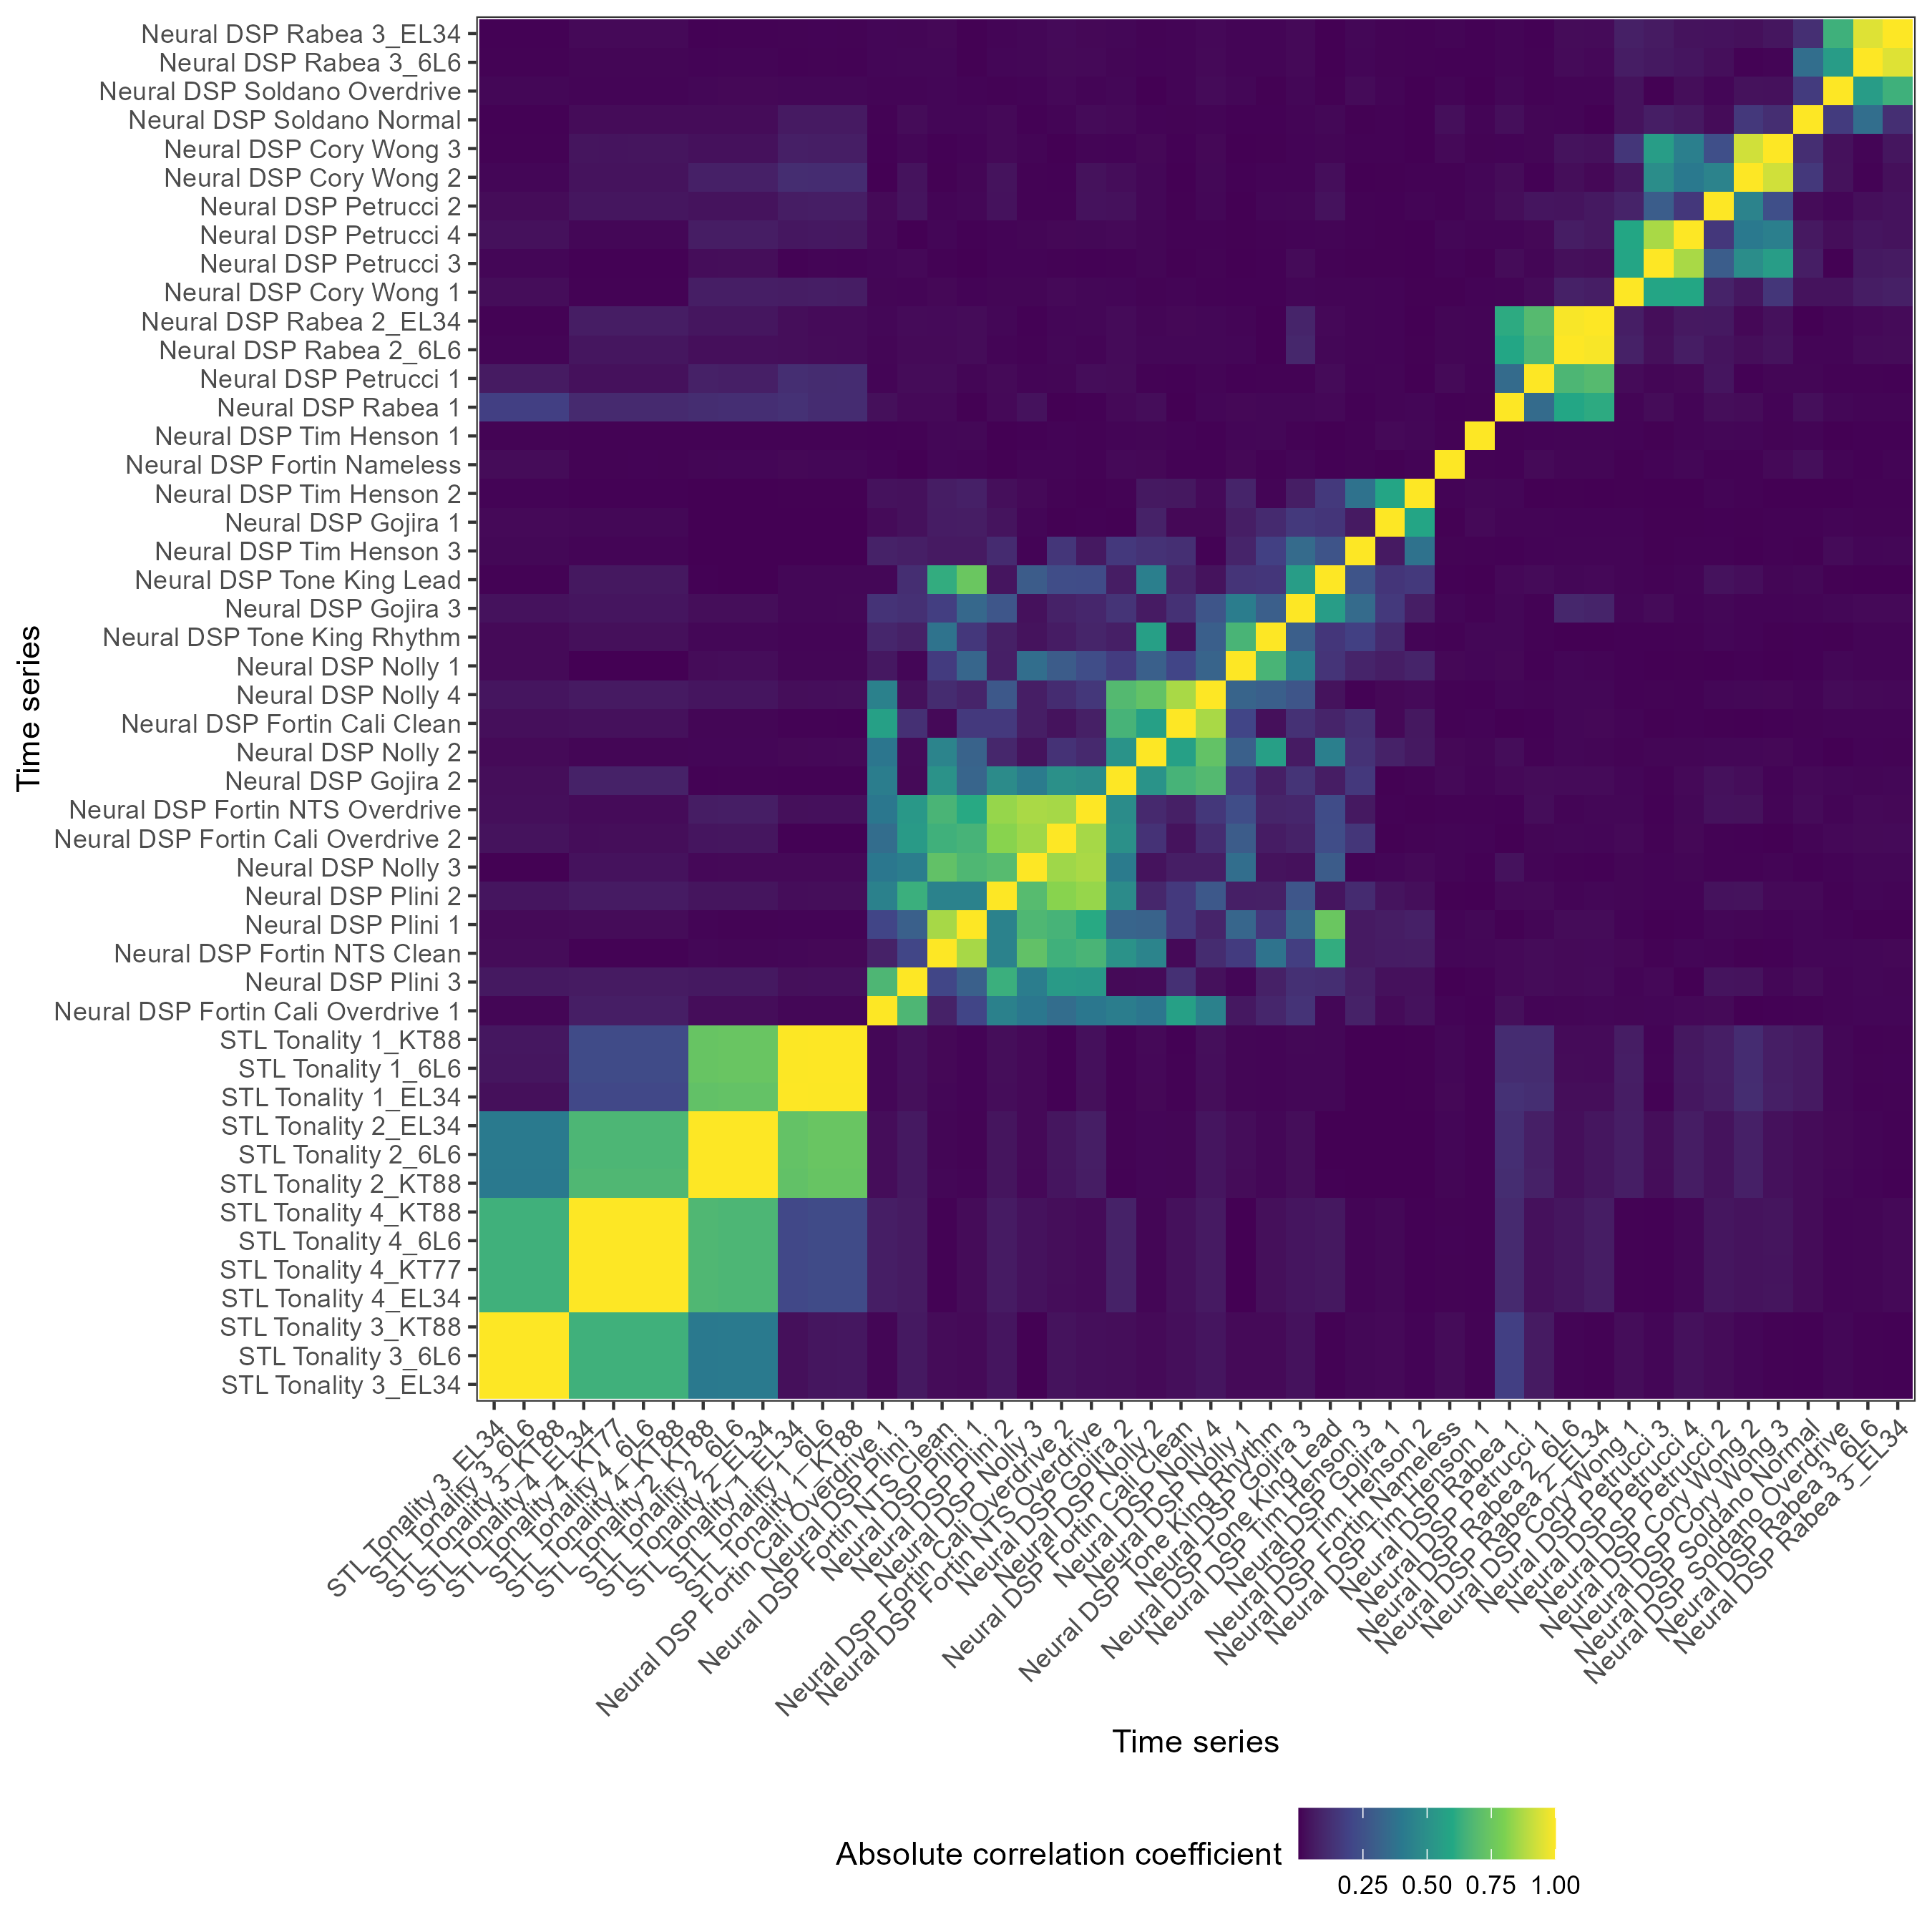 Neural DSP Rabea 3_EL34
Neural DSP Rabea 3_6L6
Neural DSP Soldano Overdrive
Neural DSP Soldano Normal
Neural DSP Cory Wong 3
Neural DSP Cory Wong 2
Neural DSP Petrucci 2
Neural DSP Petrucci 4
Neural DSP Petrucci 3
Neural DSP Cory Wong 1
Neural DSP Rabea 2_EL34
Neural DSP Rabea 2_6L6
Neural DSP Petrucci 1
Neural DSP Rabea 1
Neural DSP Tim Henson 1
Neural DSP Fortin Nameless
Neural DSP Tim Henson 2
Neural DSP Gojira 1
Neural DSP Tim Henson 3
Neural DSP Tone King Lead
Neural DSP Gojira 3
Neural DSP Tone King Rhythm
Neural DSP Nolly 1
Neural DSP Nolly 4
Neural DSP Fortin Cali Clean
Neural DSP Nolly 2
Neural DSP Gojira 2
Neural DSP Fortin NTS Overdrive
Neural DSP Fortin Cali Overdrive 2
Neural DSP Nolly 3
Neural DSP Plini 2
Neural DSP Plini 1
Neural DSP Fortin NTS Clean
Neural DSP Plini 3
Neural DSP Fortin Cali Overdrive 1
STL Tonality 1_KT88
STL Tonality 1_6L6
STL Tonality 1_EL34
STL Tonality 2_EL34
STL Tonality 2_6L6
STL Tonality 2_KT88
STL Tonality 4_KT88
STL Tonality 4_6L6
STL Tonality 4_KT77
STL Tonality 4_EL34
STL Tonality 3_KT88
STL Tonality 3_6L6
STL Tonality 3_EL34
Time series
STL Tonality 3_EL34
STL Tonality 3_6L6
STL Tonality 3_KT88
STL Tonality 4_EL34
STL Tonality 4_KT77
STL Tonality 4_6L6
STL Tonality 4_KT88
STL Tonality 2_KT88
STL Tonality 2_6L6
STL Tonality 2_EL34
STL Tonality 1_EL34
STL Tonality 1_6L6
STL Tonality 1_KT88
Neural DSP Fortin Cali Overdrive 1
Neural DSP Plini 3
Neural DSP Fortin NTS Clean
Neural DSP Plini 1
Neural DSP Plini 2
Neural DSP Nolly 3
Neural DSP Fortin Cali Overdrive 2
Neural DSP Fortin NTS Overdrive
Neural DSP Gojira 2
Neural DSP Nolly 2
Neural DSP Fortin Cali Clean
Neural DSP Nolly 4
Neural DSP Nolly 1
Neural DSP Tone King Rhythm
Neural DSP Gojira 3
Neural DSP Tone King Lead
Neural DSP Tim Henson 3
Neural DSP Gojira 1
Neural DSP Tim Henson 2
Neural DSP Fortin Nameless
Neural DSP Tim Henson 1
Neural DSP Rabea 1
Neural DSP Petrucci 1
Neural DSP Rabea 2_6L6
Neural DSP Rabea 2_EL34
Neural DSP Cory Wong 1
Neural DSP Petrucci 3
Neural DSP Petrucci 4
Neural DSP Petrucci 2
Neural DSP Cory Wong 2
Neural DSP Cory Wong 3
Neural DSP Soldano Normal
Neural DSP Soldano Overdrive
Neural DSP Rabea 3_6L6
Neural DSP Rabea 3_EL34
Time series
Absolute correlation coefficient
0.25 0.50 0.75 1.00